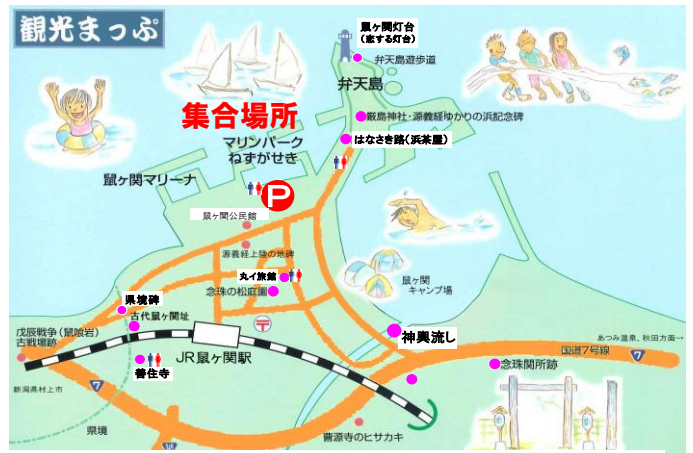 観光まっぷ
鼠ヶ関灯台
(恋する灯台)
弁天島遊歩道
弁天島
厳島神社・源義経ゆかりの浜記念碑
集合場所
はなさき路(浜茶屋)
マリンパーク
ねずがせき
鼠ヶ関マリーナ
P
鼠ヶ関公民館
源義経上陸の地碑
丸イ旅館
念珠の松庭園
鼠ヶ関
キャンプ場
県境碑
古代鼠ヶ関址
〒
神輿流し
戊辰戦争(鼠喰岩)
古戦場跡
JR鼠ヶ関駅
あつみ温泉、秋田方面→
国道7号線
7
善住寺
念珠関所跡
新潟県村上市
7
県境
曹源寺のヒサカキ